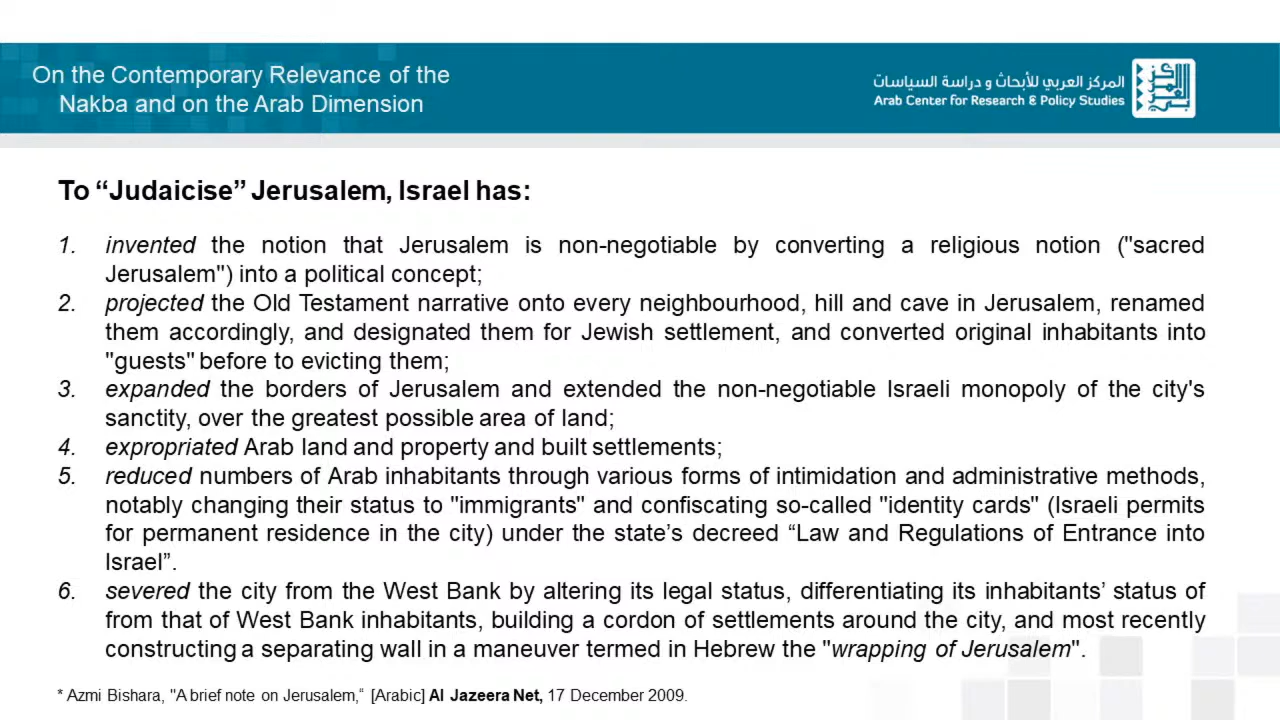 On the Contemporary Relevance of the
Nakba and on the Arab Dimension
المركز العربي للأبحاث و دراسة السياسات
Arab Center for Research & Policy Studies
To “Judaicise” Jerusalem, Israel has:
1. invented the notion that Jerusalem is non-negotiable by converting a religious notion ("sacred
Jerusalem") into a political concept;
2. projected the Old Testament narrative onto every neighbourhood, hill and cave in Jerusalem, renamed
them accordingly, and designated them for Jewish settlement, and converted original inhabitants into
"guests" before to evicting them;
3. expanded the borders of Jerusalem and extended the non-negotiable Israeli monopoly of the city's
sanctity, over the greatest possible area of land;
4. expropriated Arab land and property and built settlements;
5. reduced numbers of Arab inhabitants through various forms of intimidation and administrative methods,
notably changing their status to "immigrants" and confiscating so-called "identity cards" (Israeli permits
for permanent residence in the city) under the state’s decreed “Law and Regulations of Entrance into
Israel”.
6. severed the city from the West Bank by altering its legal status, differentiating its inhabitants’ status of
from that of West Bank inhabitants, building a cordon of settlements around the city, and most recently
constructing a separating wall in a maneuver termed in Hebrew the "wrapping of Jerusalem".
* Azmi Bishara, "A brief note on Jerusalem,“ [Arabic] Al Jazeera Net, 17 December 2009.